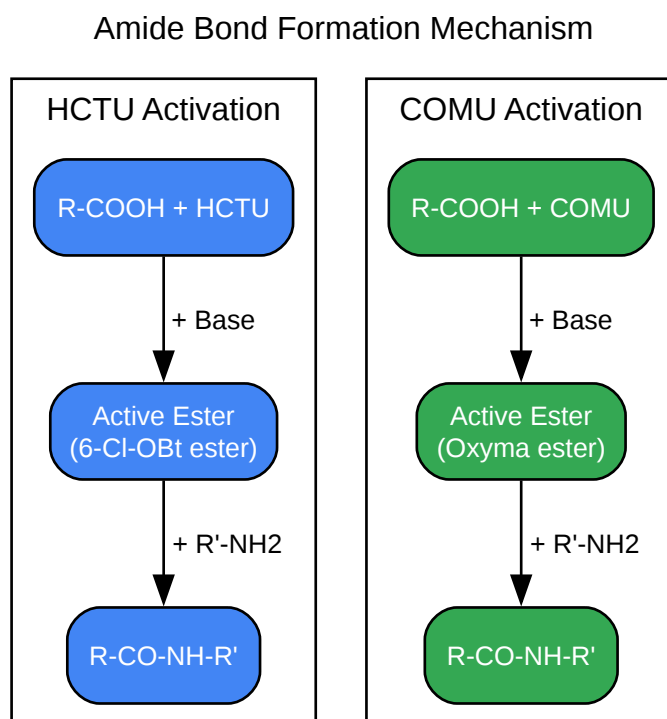 Amide Bond Formation Mechanism
HCTU Activation
R-COOH + HCTU
+ Base
Active Ester
(6-Cl-OBt ester)
+ R'-NH2
R-CO-NH-R'
COMU Activation
R-COOH + COMU
+ Base
Active Ester
(Oxyma ester)
+ R'-NH2
R-CO-NH-R'